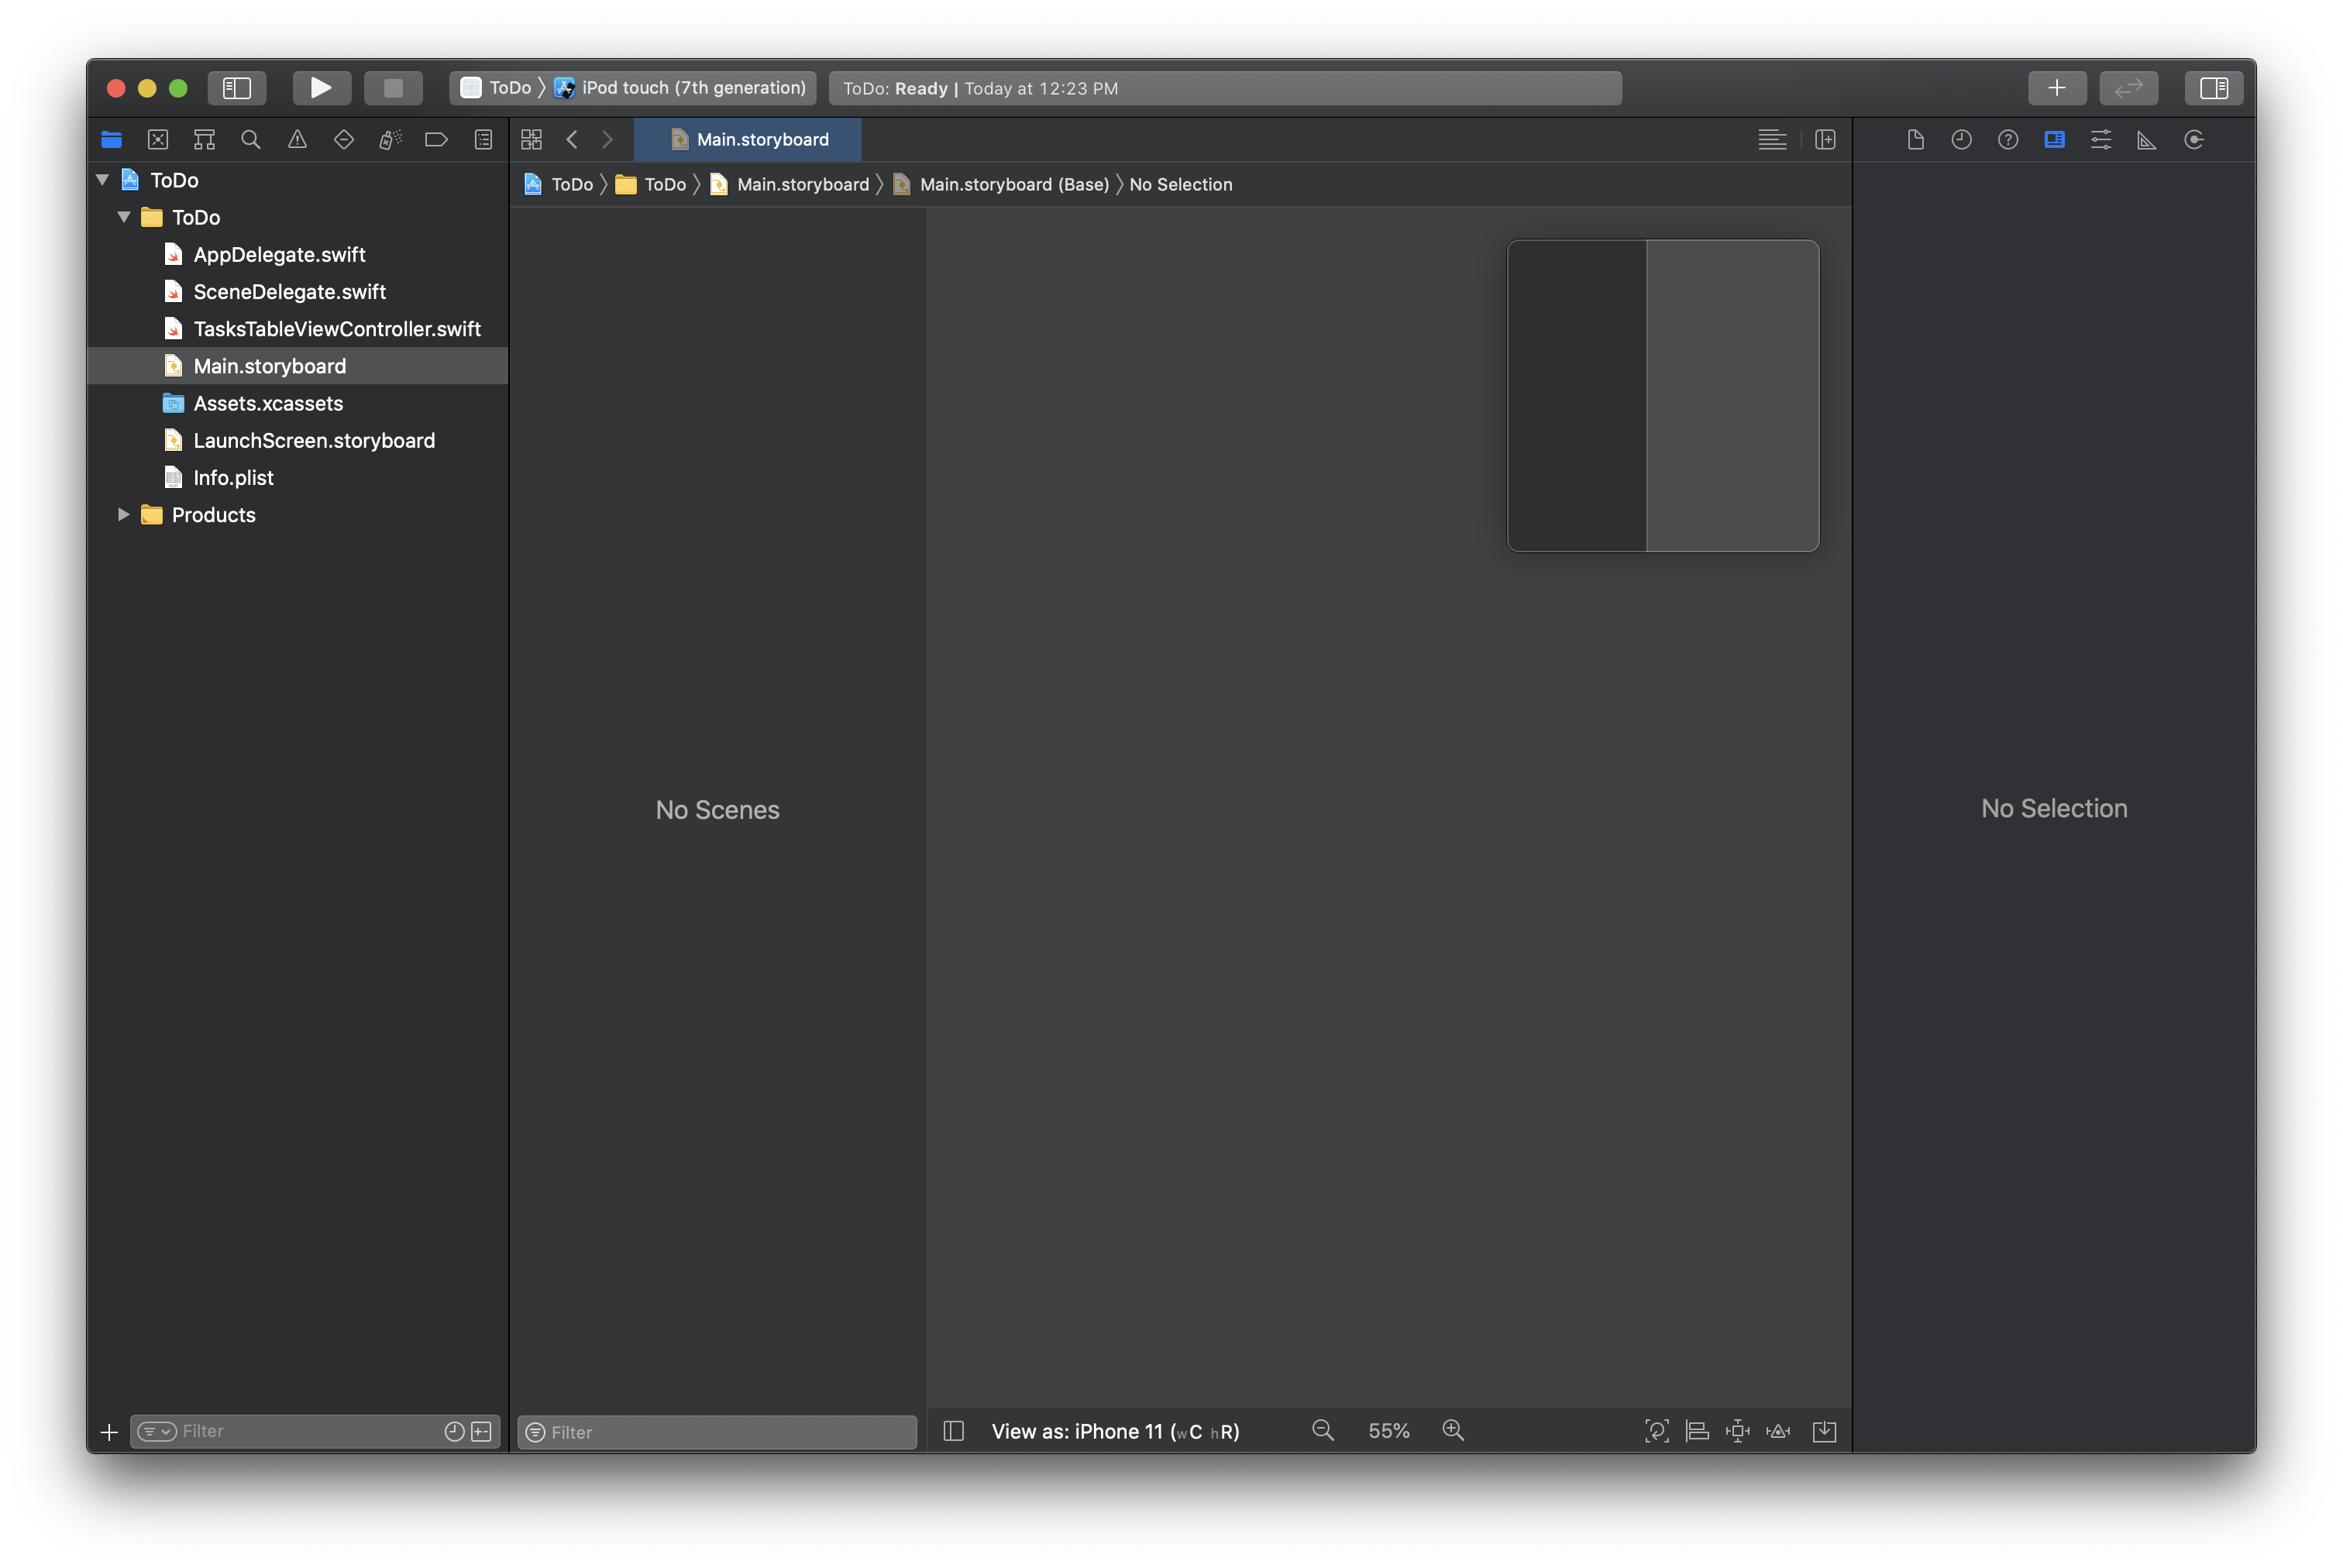 ToDo 〉 iPod touch (7th generation)
ToDo: Ready | Today at 12:23 PM
Main.storyboard
ToDo 〉 ToDo 〉 Main.storyboard 〉 Main.storyboard (Base) 〉 No Selection
ToDo
ToDo
AppDelegate.swift
SceneDelegate.swift
TasksTableViewController.swift
Main.storyboard
Assets.xcassets
LaunchScreen.storyboard
Info.plist
Products
No Scenes
No Selection
Filter
Filter
View as: iPhone 11 (wC hR)
55%